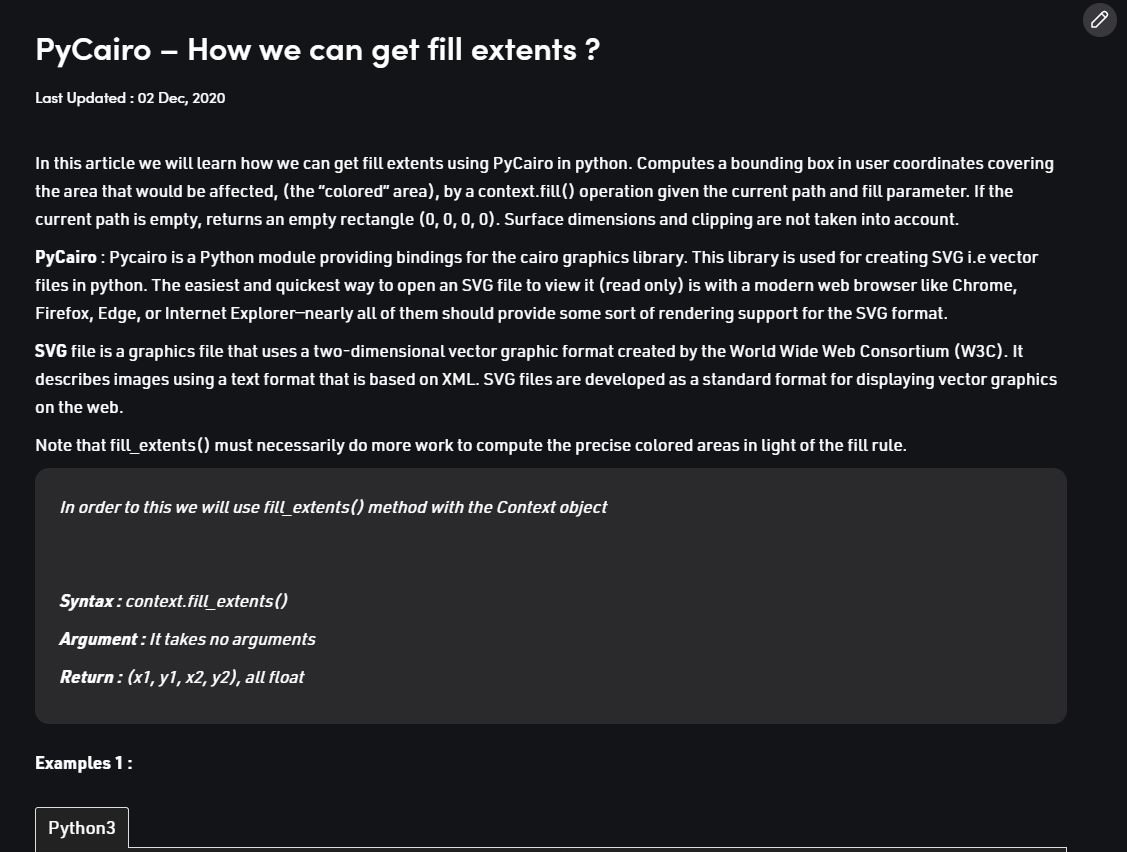 PyCairo – How we can get fill extents ?
Last Updated : 02 Dec, 2020
In this article we will learn how we can get fill extents using PyCairo in python. Computes a bounding box in user coordinates covering
the area that would be affected, (the “colored” area), by a context.fill() operation given the current path and fill parameter. If the
current path is empty, returns an empty rectangle (0, 0, 0, 0). Surface dimensions and clipping are not taken into account.
PyCairo : Pycairo is a Python module providing bindings for the cairo graphics library. This library is used for creating SVG i.e vector
files in python. The easiest and quickest way to open an SVG file to view it (read only) is with a modern web browser like Chrome,
Firefox, Edge, or Internet Explorer—nearly all of them should provide some sort of rendering support for the SVG format.
SVG file is a graphics file that uses a two-dimensional vector graphic format created by the World Wide Web Consortium (W3C). It
describes images using a text format that is based on XML. SVG files are developed as a standard format for displaying vector graphics
on the web.
Note that fill_extents() must necessarily do more work to compute the precise colored areas in light of the fill rule.
In order to this we will use fill_extents() method with the Context object
Syntax : context.fill_extents()
Argument : It takes no arguments
Return : (x1, y1, x2, y2), all float
Examples 1 :
Python3